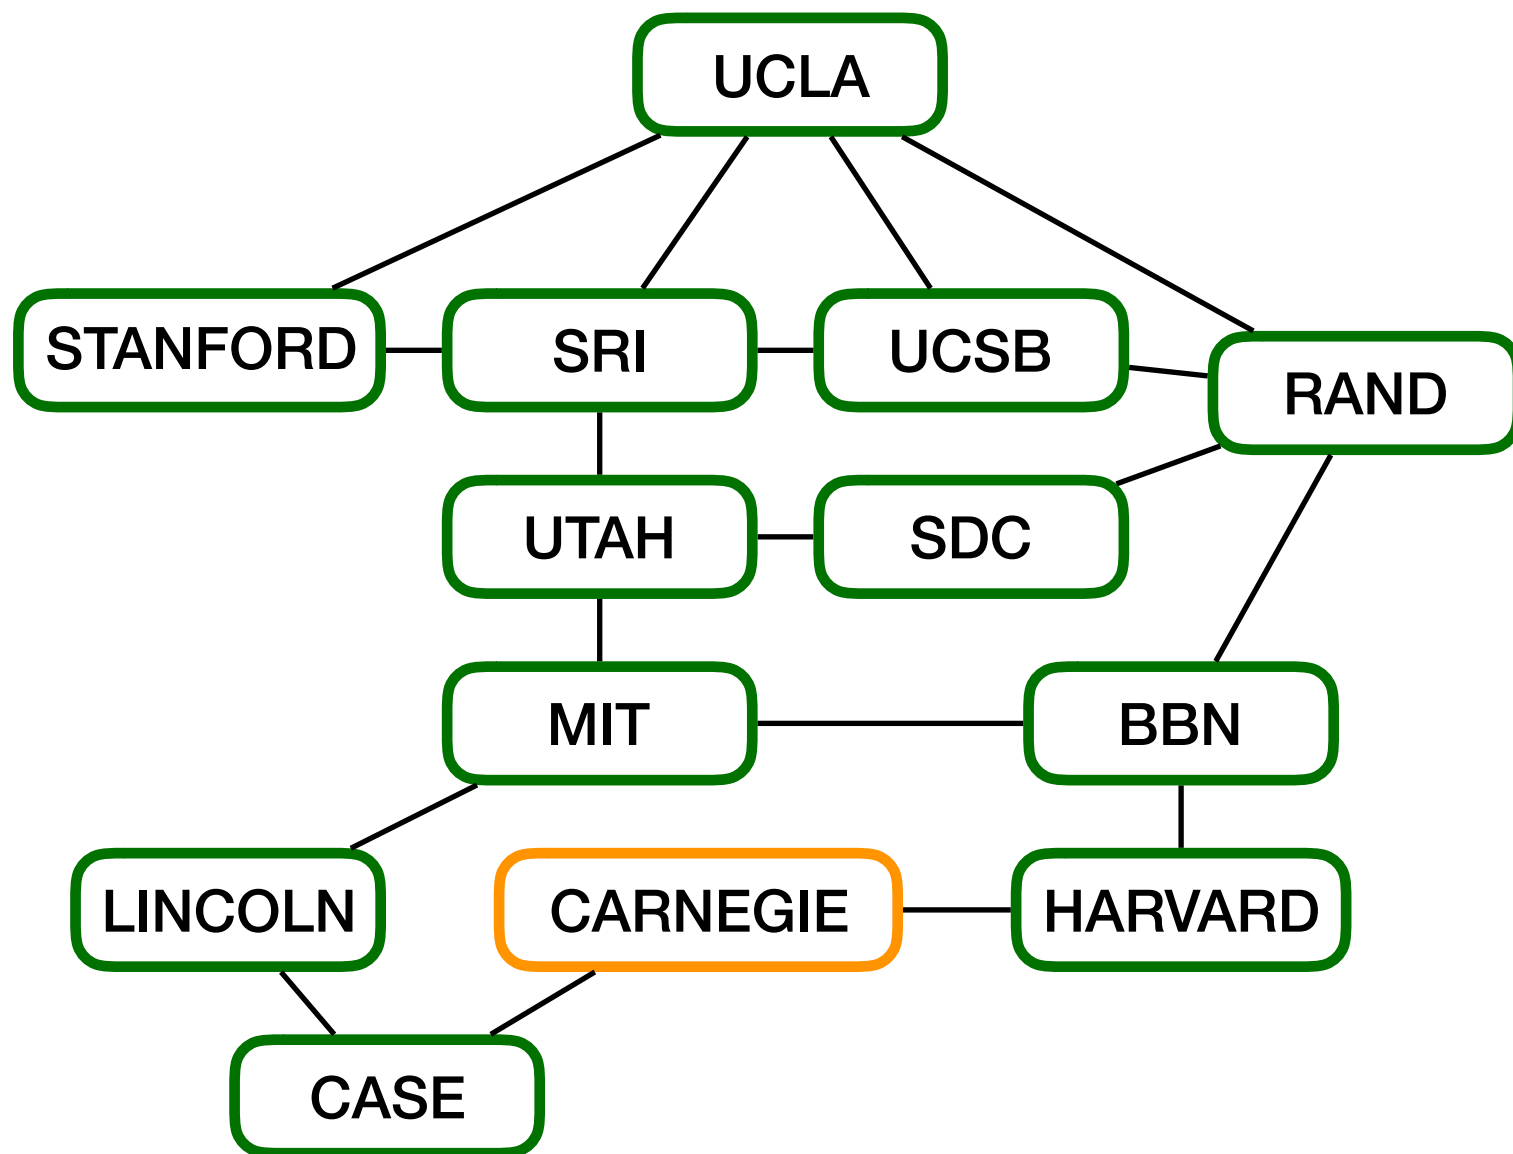 UCLA
STANFORD
SRI
UCSB
RAND
UTAH
SDC
MIT
BBN
LINCOLN
CARNEGIE
HARVARD
CASE